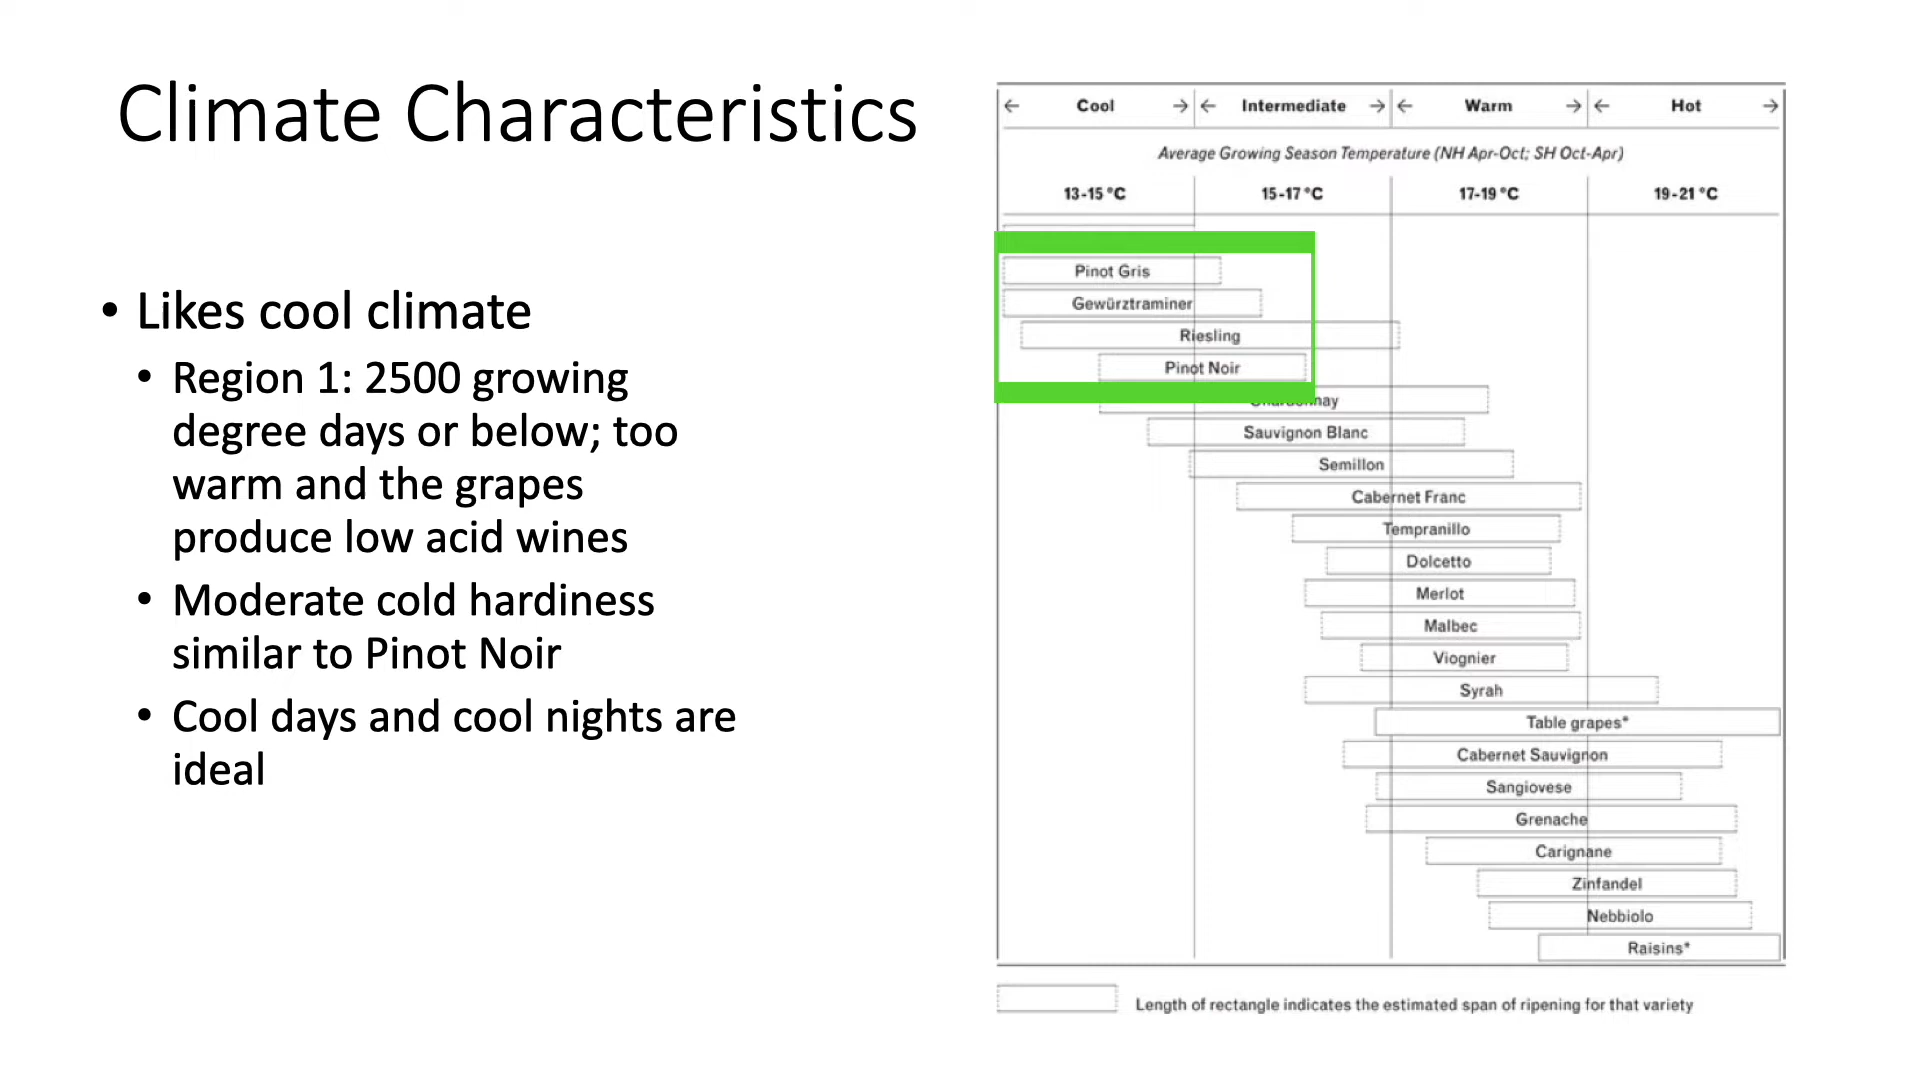 Climate Characteristics
• Likes cool climate
• Region 1: 2500 growing
degree days or below; too
warm and the grapes
produce low acid wines
• Moderate cold hardiness
similar to Pinot Noir
• Cool days and cool nights are
ideal
← Cool → ← Intermediate → ← Warm → ← Hot →
Average Growing Season Temperature (NH Apr-Oct; SH Oct-Apr)
13-15 °C 15-17 °C 17-19 °C 19-21 °C
Pinot Gris
Gewürztraminer
Riesling
Pinot Noir
Chardonnay
Sauvignon Blanc
Semillon
Cabernet Franc
Tempranillo
Dolcetto
Merlot
Malbec
Viognier
Syrah
Table grapes*
Cabernet Sauvignon
Sangiovese
Grenache
Carignane
Zinfandel
Nebbiolo
Raisins*
Length of rectangle indicates the estimated span of ripening for that variety